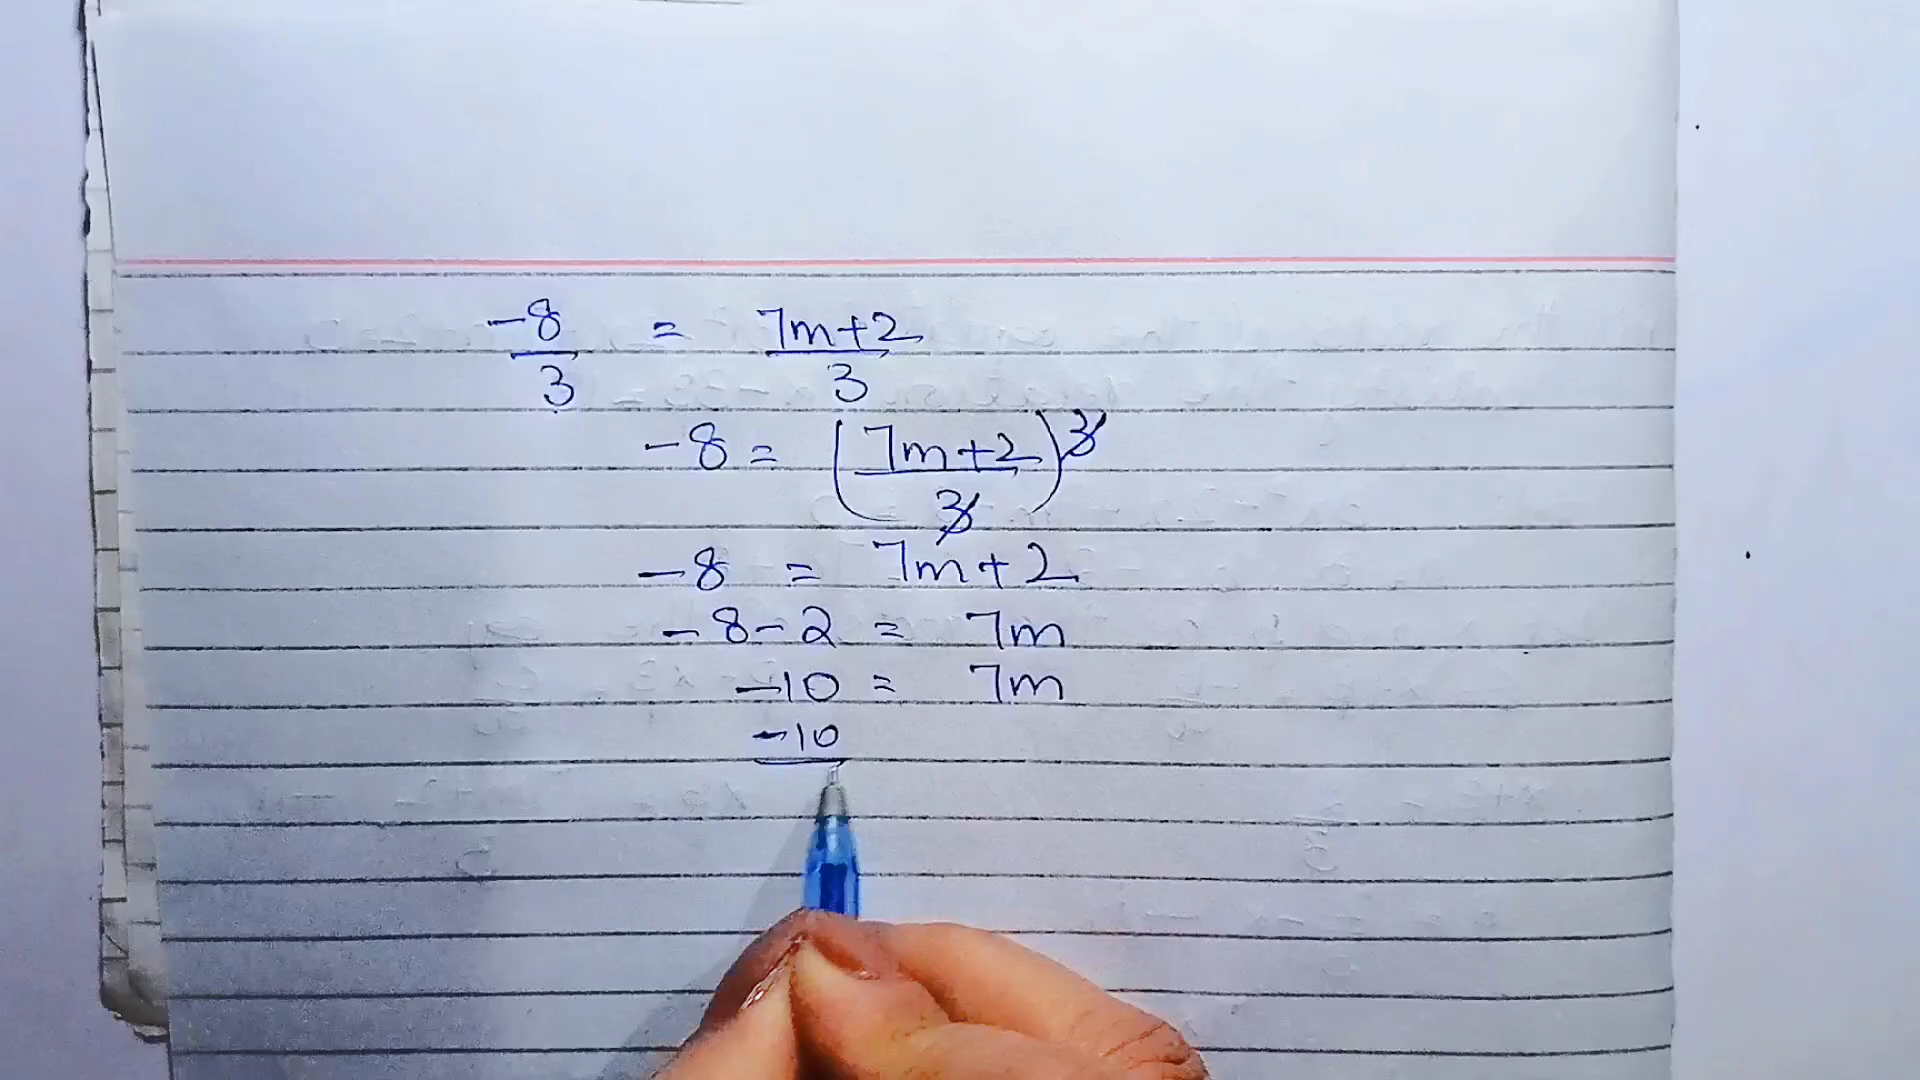 -8/3 = 7m+2/3
-8 = (7m+2/3)3
-8 = 7m+2
-8-2 = 7m
-10 = 7m
-10